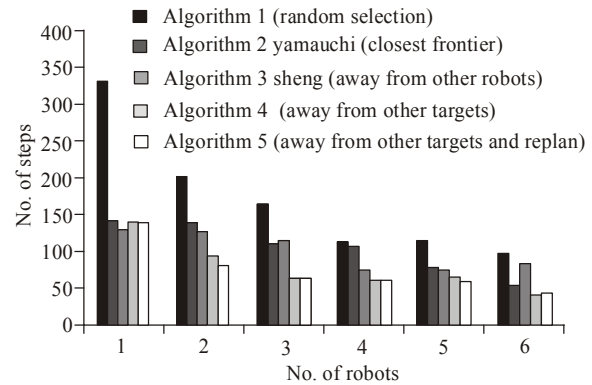 Algorithm 1 (random selection)
Algorithm 2 yamauchi (closest frontier)
Algorithm 3 sheng (away from other robots)
Algorithm 4 (away from other targets)
Algorithm 5 (away from other targets and replan)
No. of steps
400
350
300
250
200
150
100
50
0
1 2 3 4 5 6
No. of robots